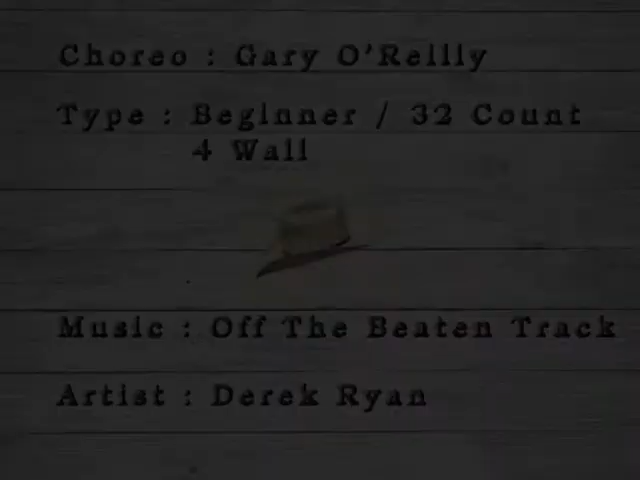 Choreo : Gary O'Reilly
Type : Beginner / 32 Count
4 Wall
Music : Off The Beaten Track
Artist : Derek Ryan